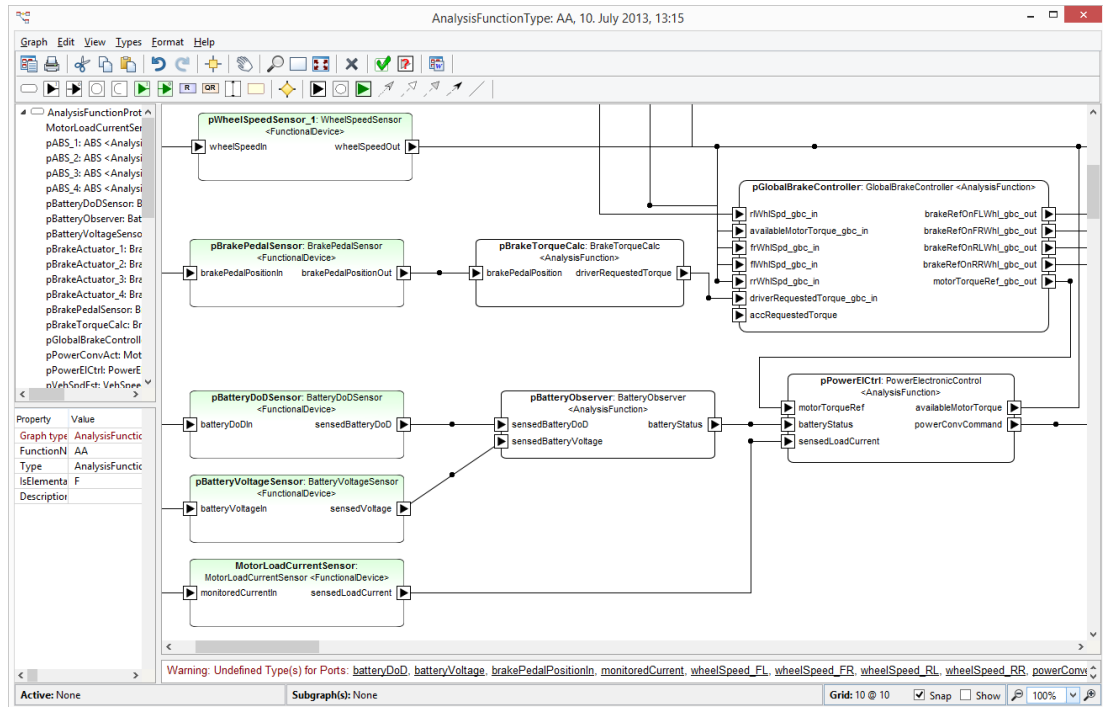 AnalysisFunctionType: AA, 10. July 2013, 13:15
Graph Edit View Types Format Help
R QR
AnalysisFunctionProt
MotorLoadCurrentSer
pABS_1: ABS <Analysi
pABS_2: ABS <Analysi
pABS_3: ABS <Analysi
pABS_4: ABS <Analysi
pBatteryDoDSensor: B
pBatteryObserver: Bat
pBatteryVoltageSenso
pBrakeActuator_1: Bra
pBrakeActuator_2: Bra
pBrakeActuator_3: Bra
pBrakeActuator_4: Bra
pBrakePedalSensor: B
pBrakeTorqueCalc: Br
pGlobalBrakeControll
pPowerConvAct: Mot
pPowerElCtrl: PowerE
pVehSpdEst: VehSpee
Property Value
Graph type AnalysisFunctic
FunctionN AA
Type AnalysisFunctic
IsElementa F
Description
pWheelSpeedSensor_1: WheelSpeedSensor
<FunctionalDevice>
wheelSpeedIn wheelSpeedOut
pGlobalBrakeController: GlobalBrakeController <AnalysisFunction>
rlWhlSpd_gbc_in brakeRefOnFLWhl_gbc_out
availableMotorTorque_gbc_in brakeRefOnFRWhl_gbc_out
frWhlSpd_gbc_in brakeRefOnRLWhl_gbc_out
flWhlSpd_gbc_in brakeRefOnRRWhl_gbc_out
rrWhlSpd_gbc_in motorTorqueRef_gbc_out
driverRequestedTorque_gbc_in
accRequestedTorque
pBrakePedalSensor: BrakePedalSensor
<FunctionalDevice>
brakePedalPositionIn brakePedalPositionOut
pBrakeTorqueCalc: BrakeTorqueCalc
<AnalysisFunction>
brakePedalPosition driverRequestedTorque
pPowerElCtrl: PowerElectronicControl
<AnalysisFunction>
motorTorqueRef availableMotorTorque
batteryStatus powerConvCommand
sensedLoadCurrent
pBatteryDoDSensor: BatteryDoDSensor
<FunctionalDevice>
batteryDoDIn sensedBatteryDoD
pBatteryObserver: BatteryObserver
<AnalysisFunction>
sensedBatteryDoD batteryStatus
sensedBatteryVoltage
pBatteryVoltageSensor: BatteryVoltageSensor
<FunctionalDevice>
batteryVoltageIn sensedVoltage
MotorLoadCurrentSensor:
MotorLoadCurrentSensor <FunctionalDevice>
monitoredCurrentIn sensedLoadCurrent
Warning: Undefined Type(s) for Ports: batteryDoD, batteryVoltage, brakePedalPositionIn, monitoredCurrent, wheelSpeed_FL, wheelSpeed_FR, wheelSpeed_RL, wheelSpeed_RR, powerConv
Active: None Subgraph(s): None Grid: 10 @ 10 Snap Show 100%